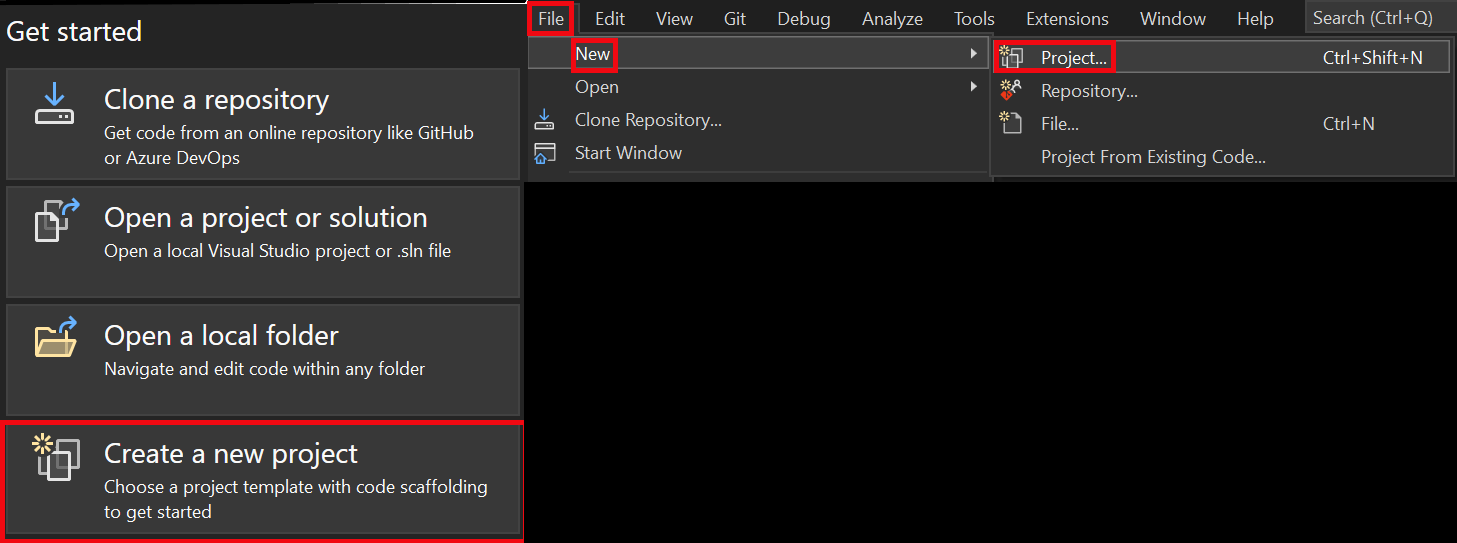 Get started
Clone a repository
Get code from an online repository like GitHub
or Azure DevOps
Open a project or solution
Open a local Visual Studio project or .sln file
Open a local folder
Navigate and edit code within any folder
Create a new project
Choose a project template with code scaffolding
to get started
File Edit View Git Debug Analyze Tools Extensions Window Help Search (Ctrl+Q)
New
Open
Clone Repository...
Start Window
Project... Ctrl+Shift+N
Repository...
File... Ctrl+N
Project From Existing Code...